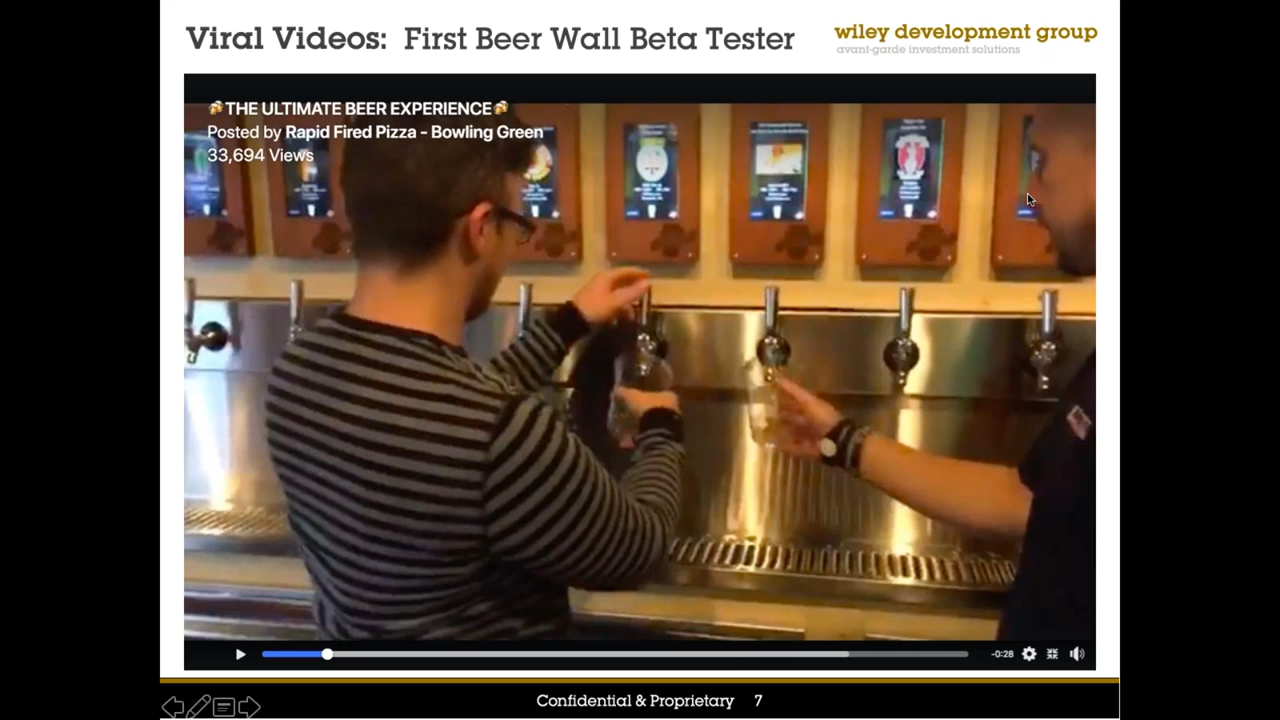 Viral Videos: First Beer Wall Beta Tester
wiley development group
avant-garde investment solutions
🍻THE ULTIMATE BEER EXPERIENCE🍻
Posted by Rapid Fired Pizza - Bowling Green
33,694 Views
-0:28
Confidential & Proprietary 7